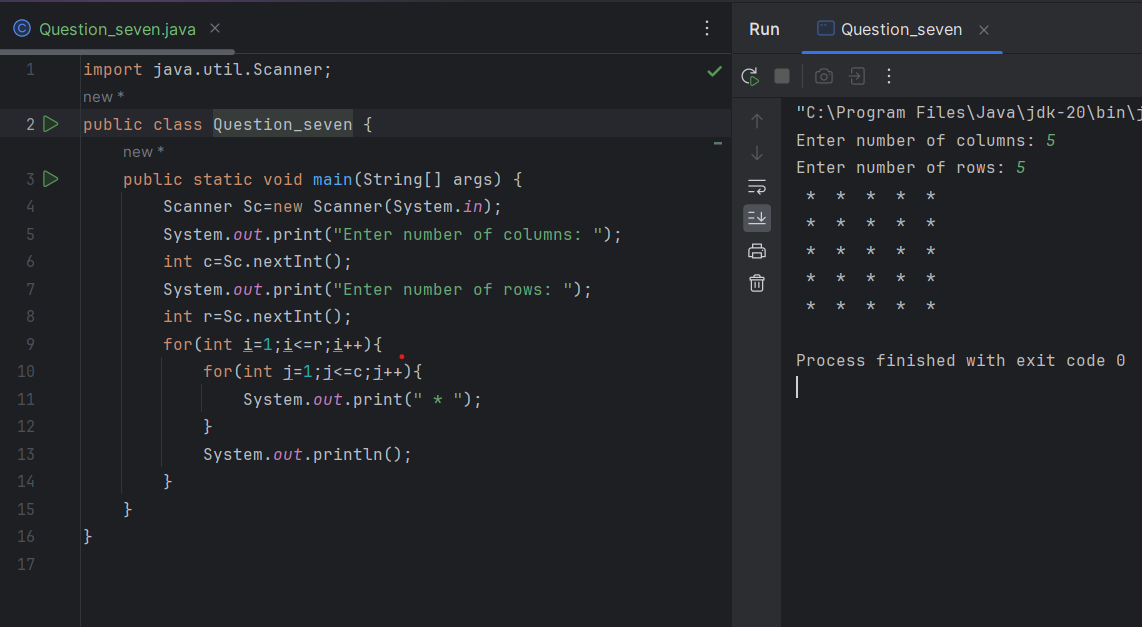 Question_seven.java
1 import java.util.Scanner;
new *
2 public class Question_seven {
new *
3 public static void main(String[] args) {
4 Scanner Sc=new Scanner(System.in);
5 System.out.print("Enter number of columns: ");
6 int c=Sc.nextInt();
7 System.out.print("Enter number of rows: ");
8 int r=Sc.nextInt();
9 for(int i=1;i<=r;i++){
10 for(int j=1;j<=c;j++){
11 System.out.print(" * ");
12 }
13 System.out.println();
14 }
15 }
16 }
17
Run Question_seven
"C:\Program Files\Java\jdk-20\bin\j
Enter number of columns: 5
Enter number of rows: 5
* * * * *
* * * * *
* * * * *
* * * * *
* * * * *
Process finished with exit code 0